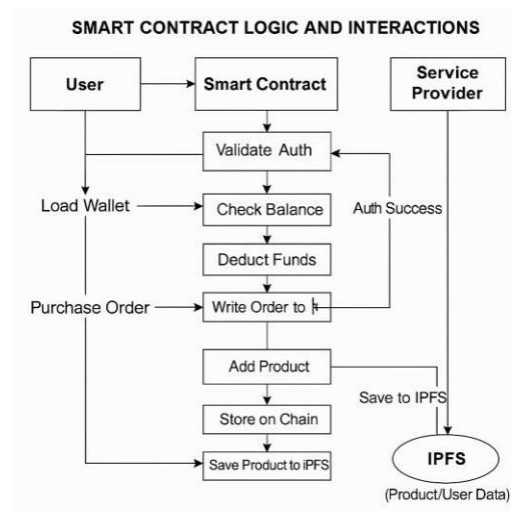 SMART CONTRACT LOGIC AND INTERACTIONS
User
Smart Contract
Service
Provider
Validate Auth
Load Wallet
Check Balance
Auth Success
Deduct Funds
Purchase Order
Write Order to
Add Product
Save to IPFS
Store on Chain
Save Product to iPFS
IPFS
(Product/User Data)